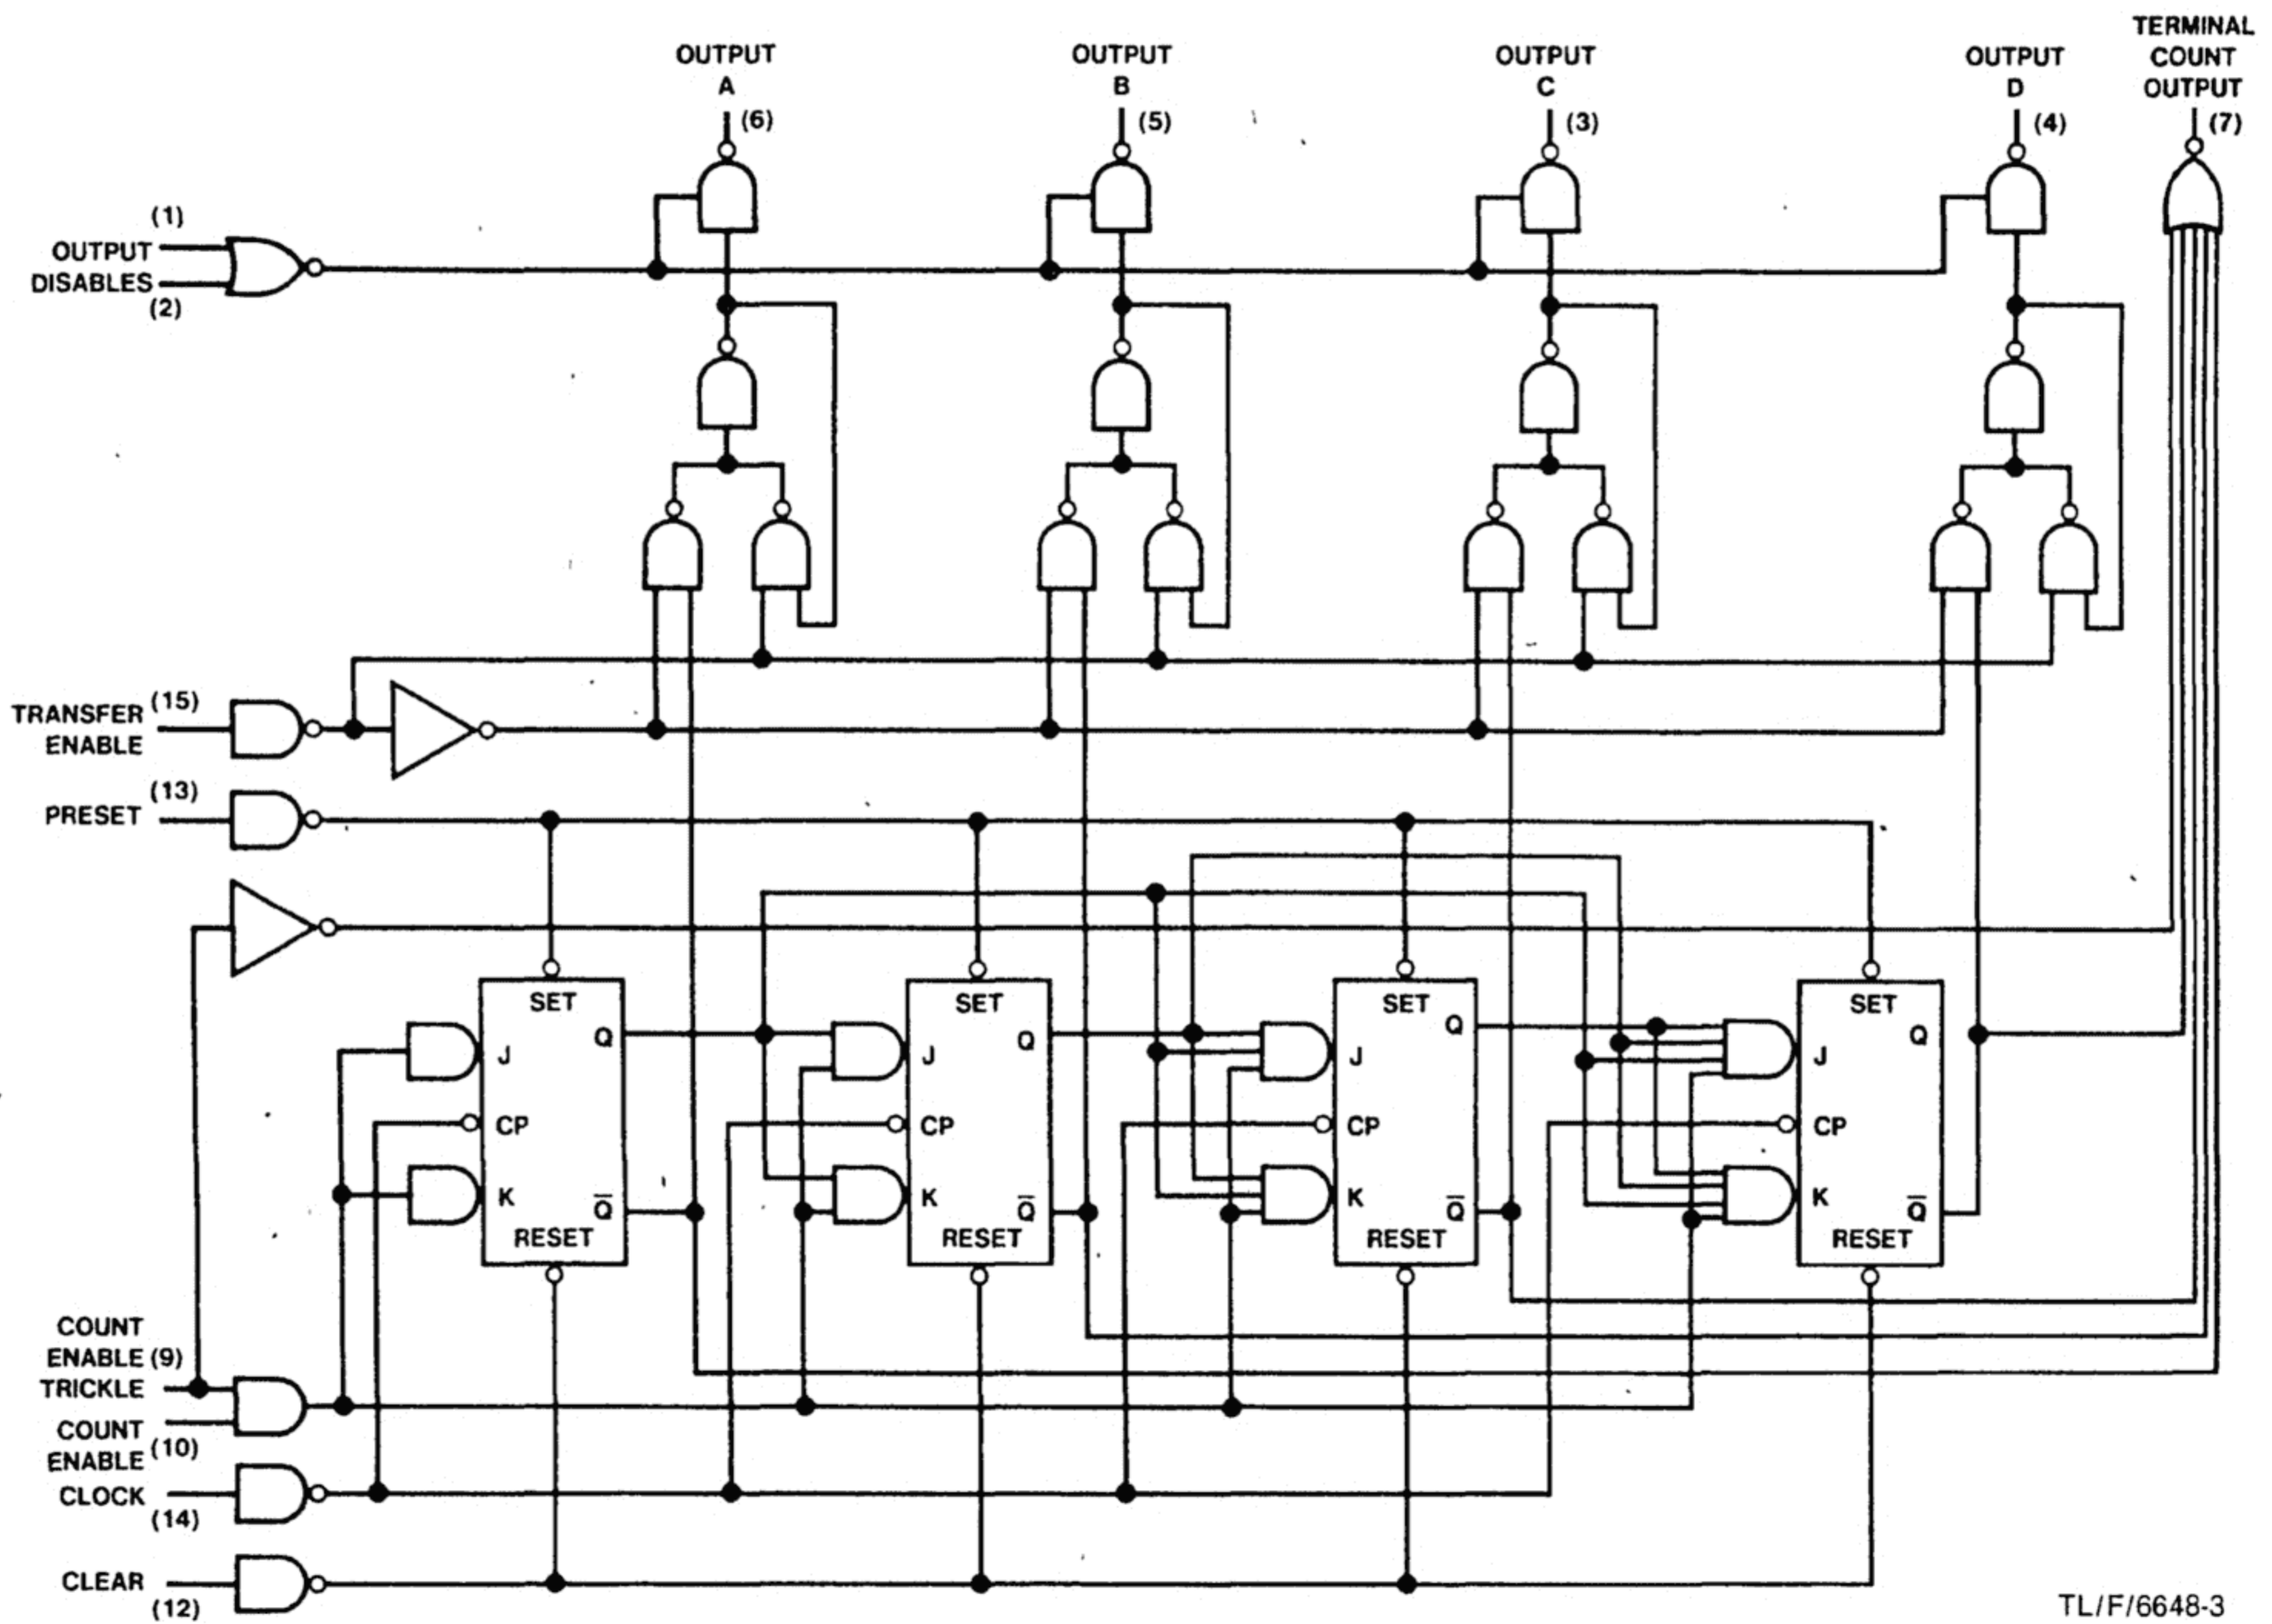 TERMINAL
COUNT
OUTPUT
(7)
OUTPUT
A
(6)
OUTPUT
B
(5)
OUTPUT
C
(3)
OUTPUT
D
(4)
(1)
OUTPUT
DISABLES
(2)
TRANSFER (15)
ENABLE
PRESET (13)
SET
Q
J
CP
K
Q̅
RESET
SET
Q
J
CP
K
Q̅
RESET
SET
Q
J
CP
K
Q̅
RESET
SET
Q
J
CP
K
Q̅
RESET
COUNT
ENABLE (9)
TRICKLE
COUNT
ENABLE (10)
CLOCK
(14)
CLEAR
(12)
TL/F/6648-3